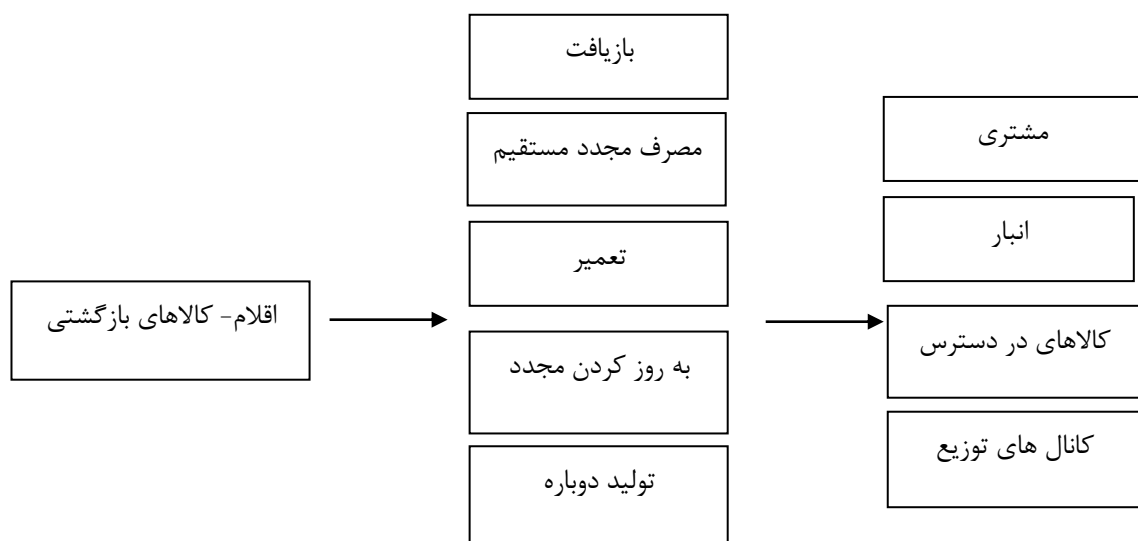 بازیافت
مصرف مجدد مستقیم
تعمیر
به روز کردن مجدد
تولید دوباره
مشتری
انبار
کالاهای در دسترس
کانال های توزیع
اقلام- کالاهای بازگشتی